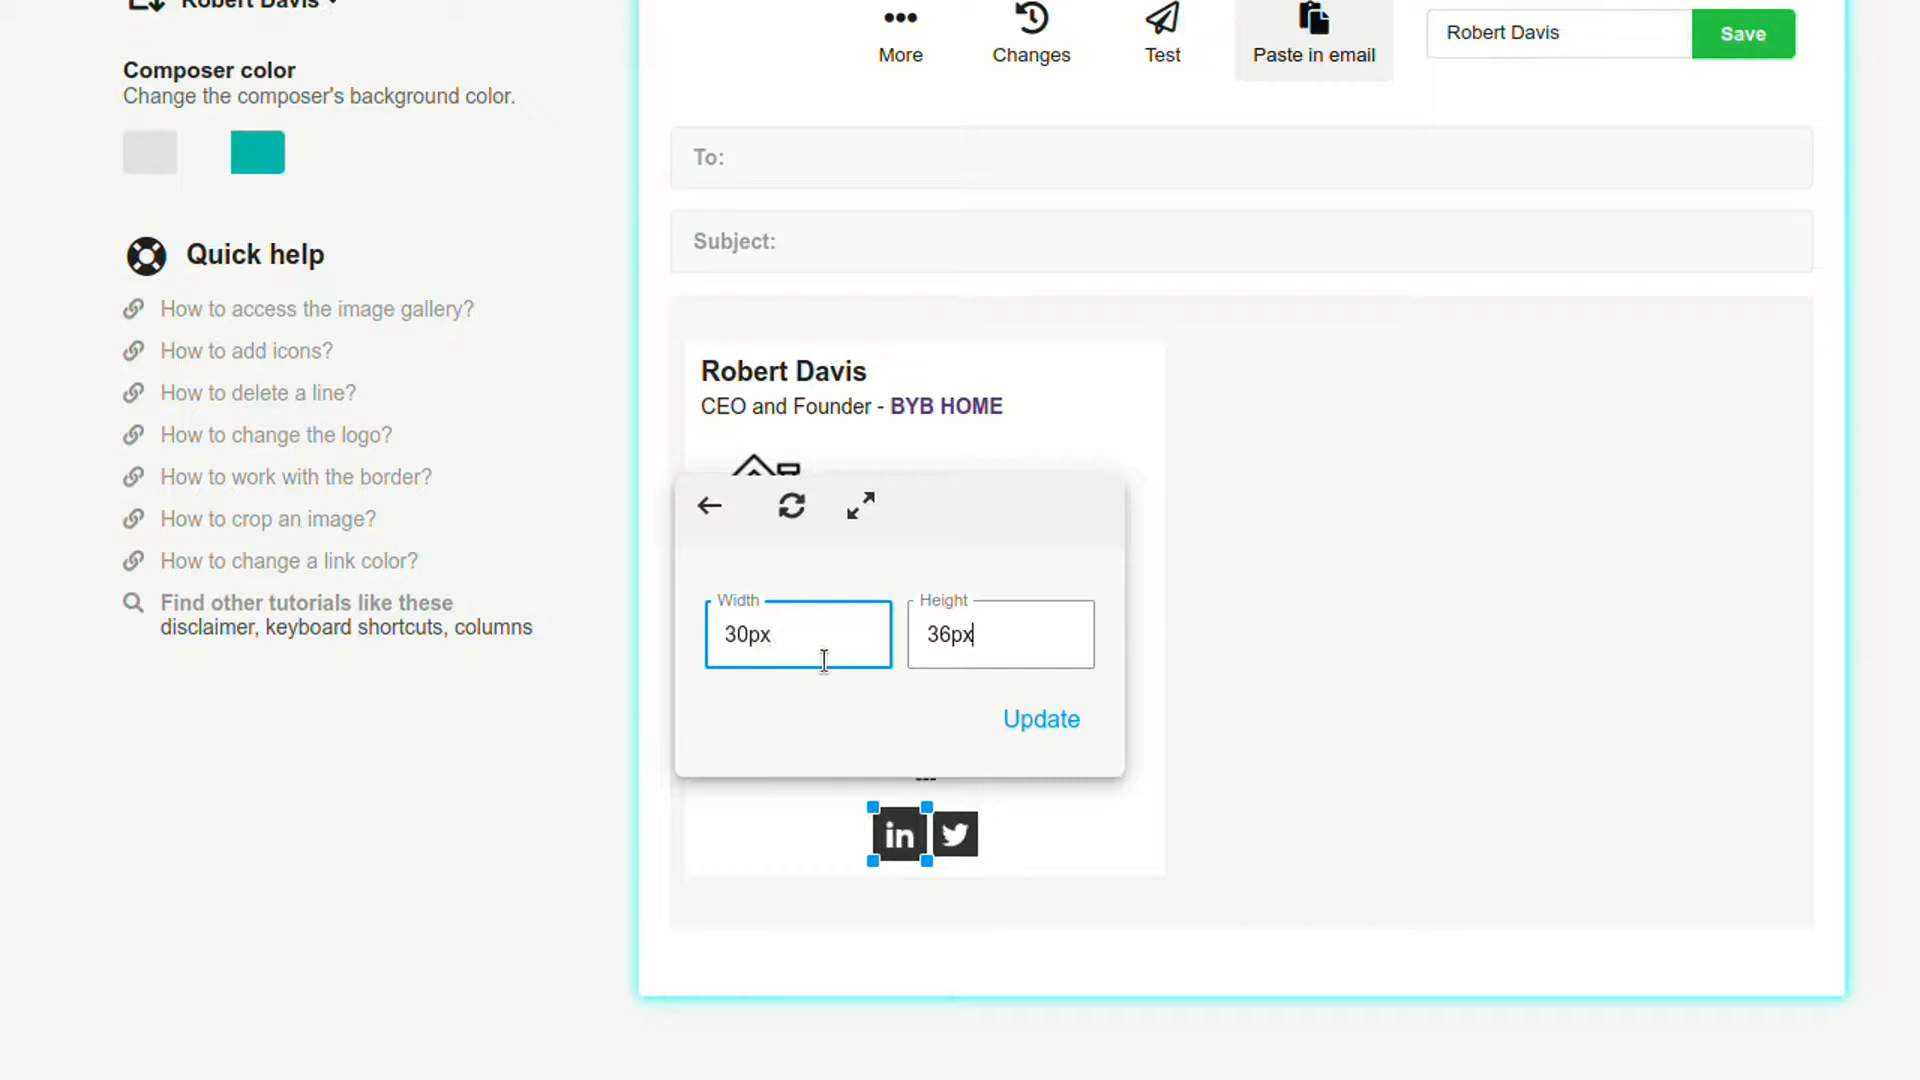 Robert Davis
More
Changes
Test
Paste in email
Robert Davis
Save
Composer color
Change the composer's background color.
To:
Subject:
Quick help
How to access the image gallery?
How to add icons?
How to delete a line?
How to change the logo?
How to work with the border?
How to crop an image?
How to change a link color?
Find other tutorials like these
disclaimer, keyboard shortcuts, columns
Robert Davis
CEO and Founder - BYB HOME
Width
30px
Height
36px
Update
in